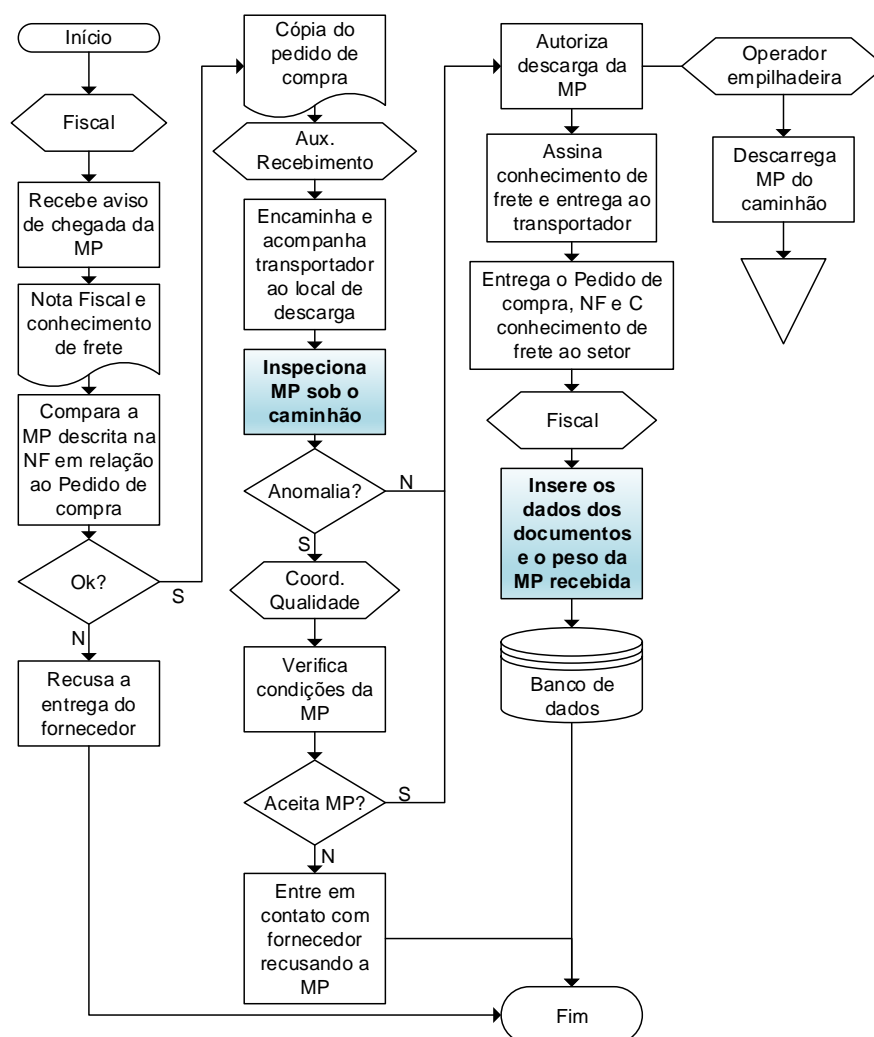 Início
Fiscal
Recebe aviso
de chegada da
MP
Nota Fiscal e
conhecimento
de frete
Compara a
MP descrita na
NF em relação
ao Pedido de
compra
Ok?
S
N
Recusa a
entrega do
fornecedor
Cópia do
pedido de
compra
Aux.
Recebimento
Encaminha e
acompanha
transportador
ao local de
descarga
Inspeciona
MP sob o
caminhão
Anomalia?
N
S
Coord.
Qualidade
Verifica
condições da
MP
Aceita MP?
S
N
Entre em
contato com
fornecedor
recusando a
MP
Autoriza
descarga da
MP
Assina
conhecimento
de frete e entrega ao
transportador
Entrega o Pedido de
compra, NF e C
conhecimento de
frete ao setor
Fiscal
Insere os
dados dos
documentos
e o peso da
MP recebida
Banco de
dados
Fim
Operador
empilhadeira
Descarrega
MP do
caminhão